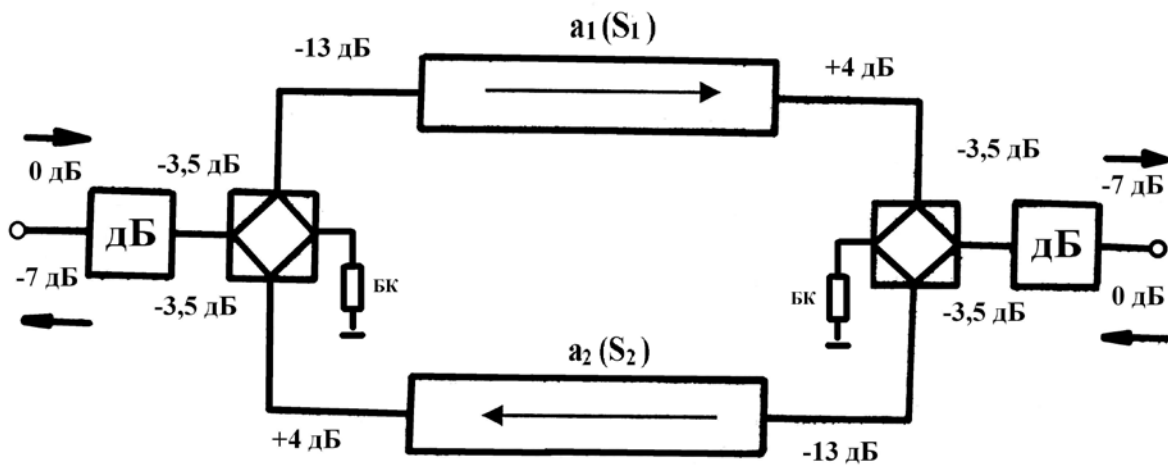 a₁(S₁)
-13 дБ
+4 дБ
0 дБ
-3,5 дБ
-3,5 дБ
-7 дБ
дБ
дБ
-7 дБ
-3,5 дБ
БК
БК
-3,5 дБ
0 дБ
a₂(S₂)
+4 дБ
-13 дБ